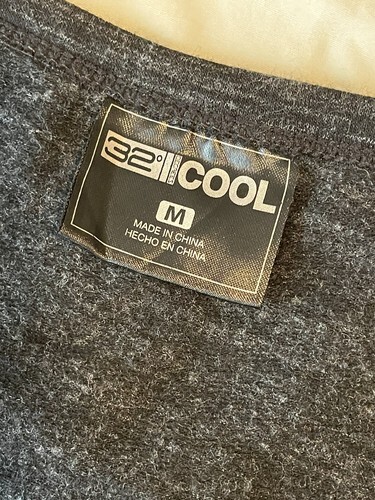 32° COOL
M
MADE IN CHINA
HECHO EN CHINA